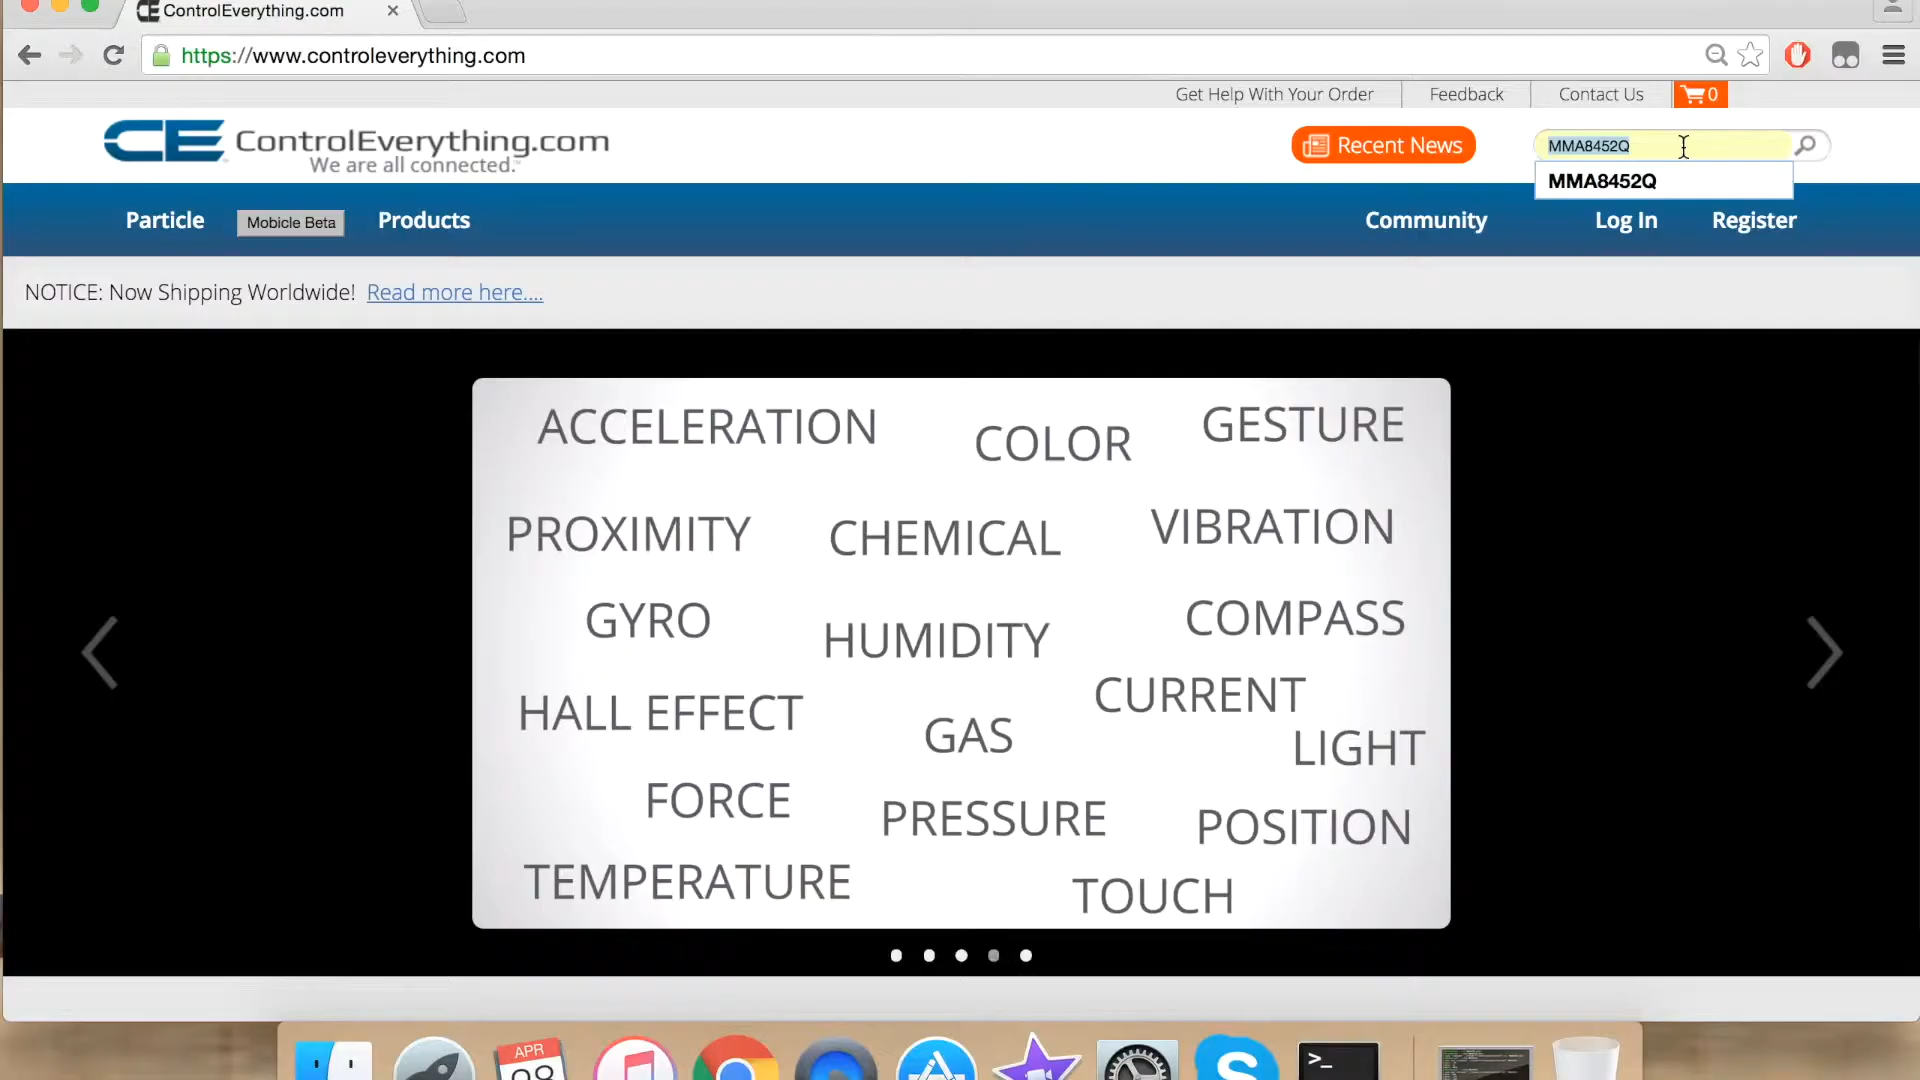 ControlEverything.com
https://www.controleverything.com
Get Help With Your Order Feedback Contact Us 0
CE ControlEverything.com
We are all connected.™
Recent News
MMA8452Q
MMA8452Q
Particle Mobicle Beta Products Community Log In Register
NOTICE: Now Shipping Worldwide! Read more here....
ACCELERATION COLOR GESTURE
PROXIMITY CHEMICAL VIBRATION
GYRO HUMIDITY COMPASS
HALL EFFECT GAS CURRENT
LIGHT
FORCE PRESSURE POSITION
TEMPERATURE TOUCH
APR
08
>_